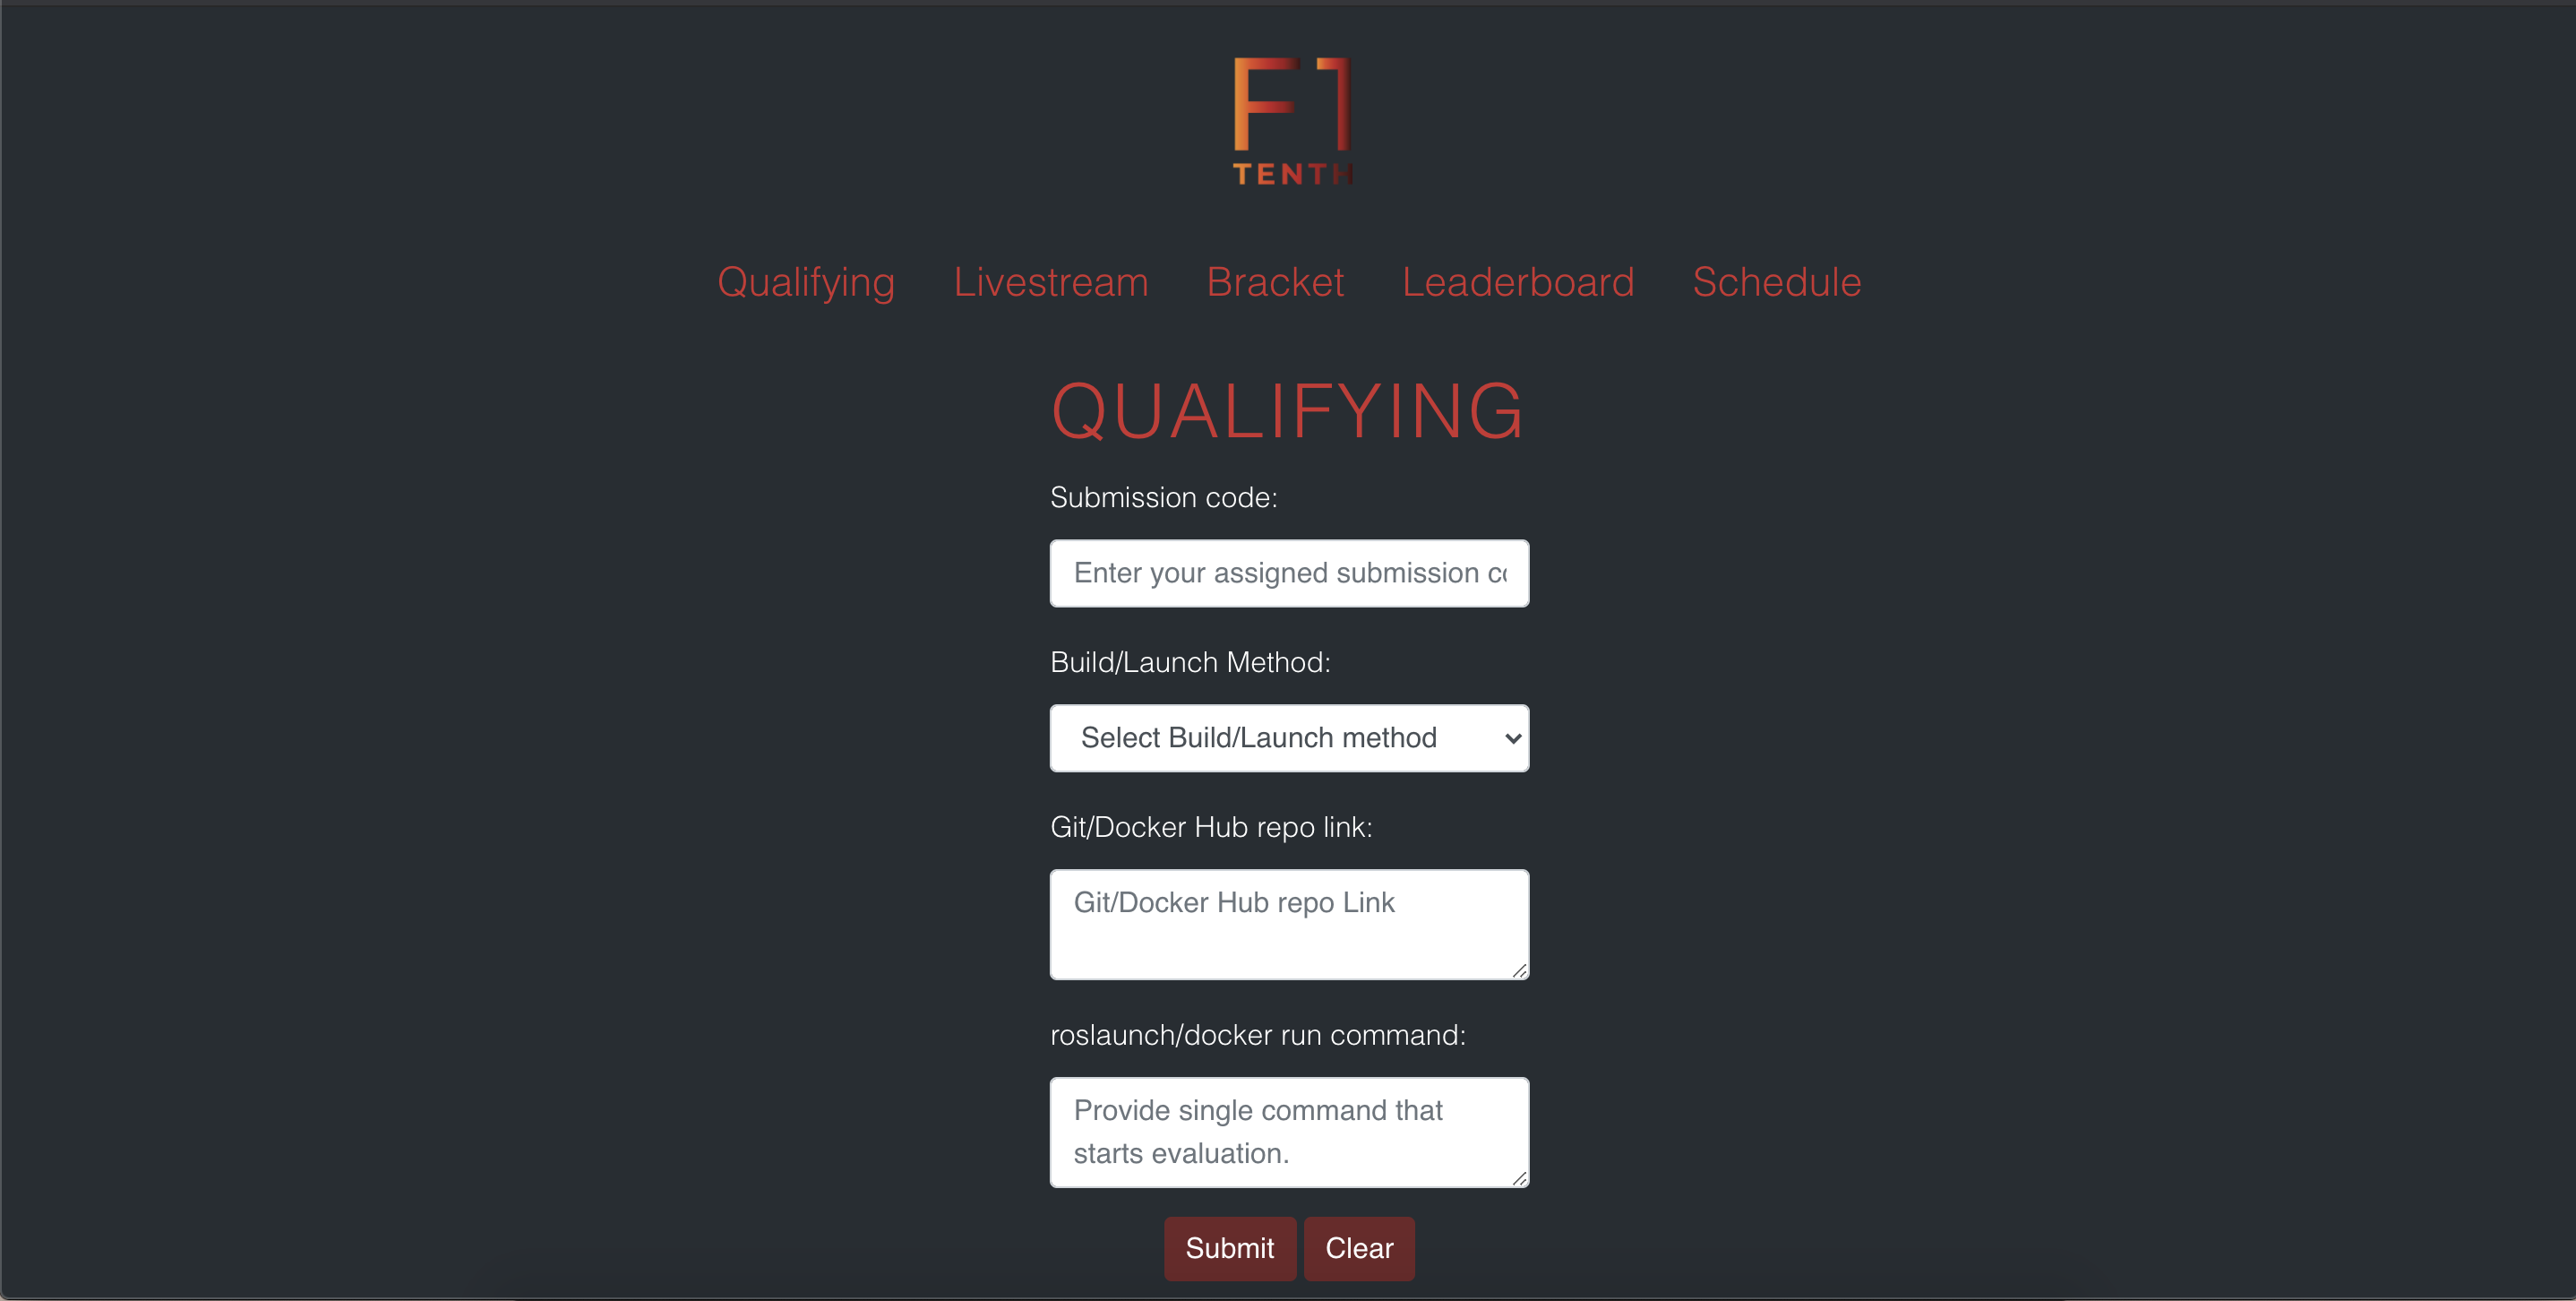 F1
TENTH
Qualifying Livestream Bracket Leaderboard Schedule
QUALIFYING
Submission code:
Enter your assigned submission
Build/Launch Method:
Select Build/Launch method
Git/Docker Hub repo link:
Git/Docker Hub repo Link
roslaunch/docker run command:
Provide single command that
starts evaluation.
Submit Clear